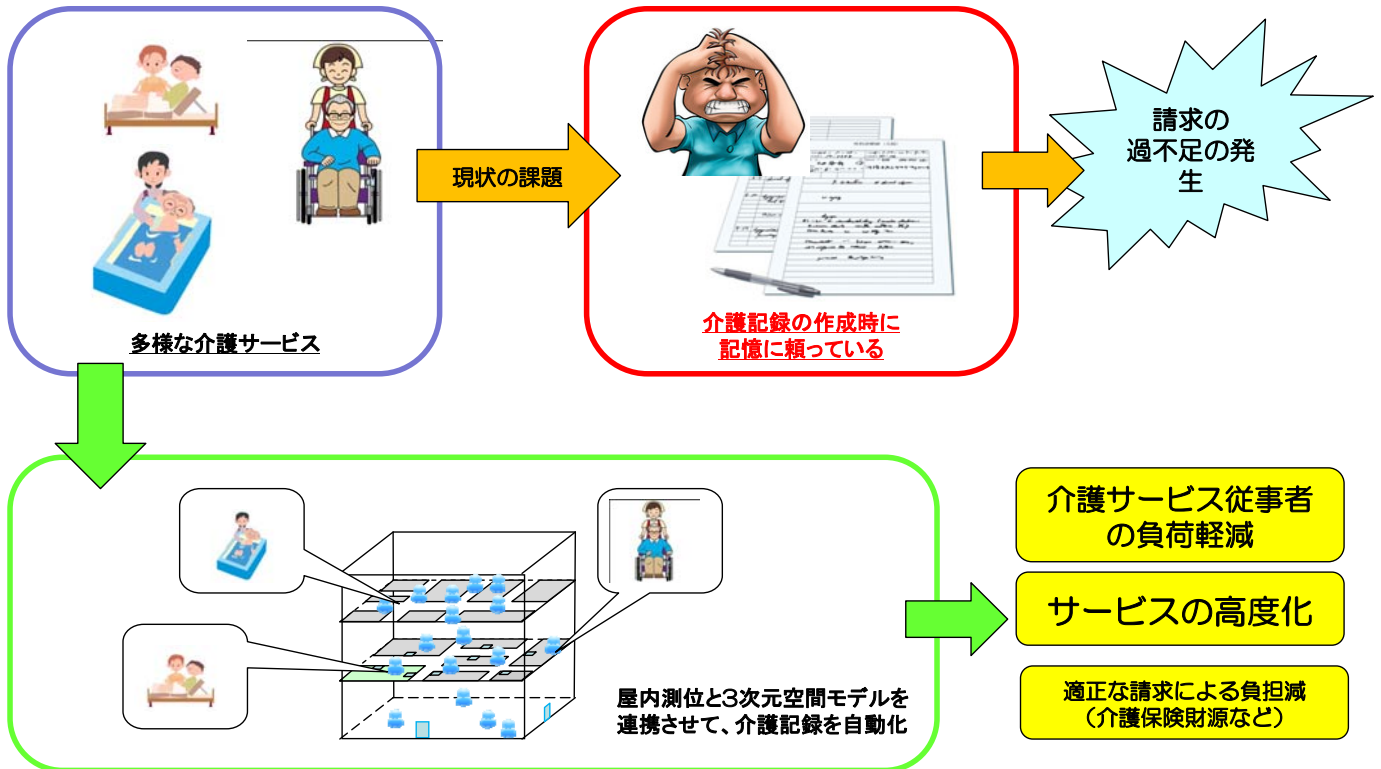 多様な介護サービス
現状の課題
介護記録の作成時に
記憶に頼っている
請求の
過不足の発
生
屋内測位と3次元空間モデルを
連携させて、介護記録を自動化
介護サービス従事者
の負荷軽減
サービスの高度化
適正な請求による負担減
（介護保険財源など）